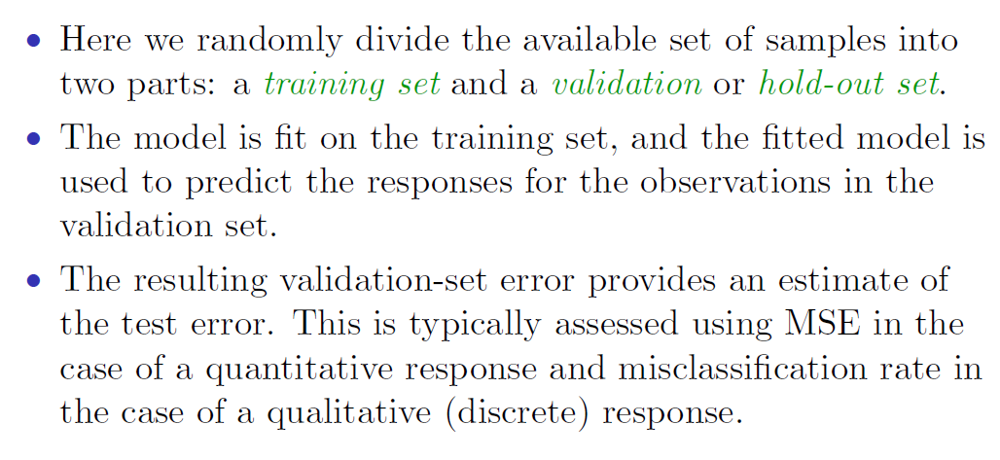 • Here we randomly divide the available set of samples into
two parts: a training set and a validation or hold-out set.
• The model is fit on the training set, and the fitted model is
used to predict the responses for the observations in the
validation set.
• The resulting validation-set error provides an estimate of
the test error. This is typically assessed using MSE in the
case of a quantitative response and misclassification rate in
the case of a qualitative (discrete) response.